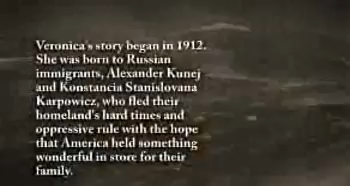 Veronica's story began in 1912.
She was born to Russian
immigrants, Alexander Kunej
and Konstancia Stanislovana
Karpowicz, who fled their
homeland's hard times and
oppressive rule with the hope
that America held something
wonderful in store for their
family.